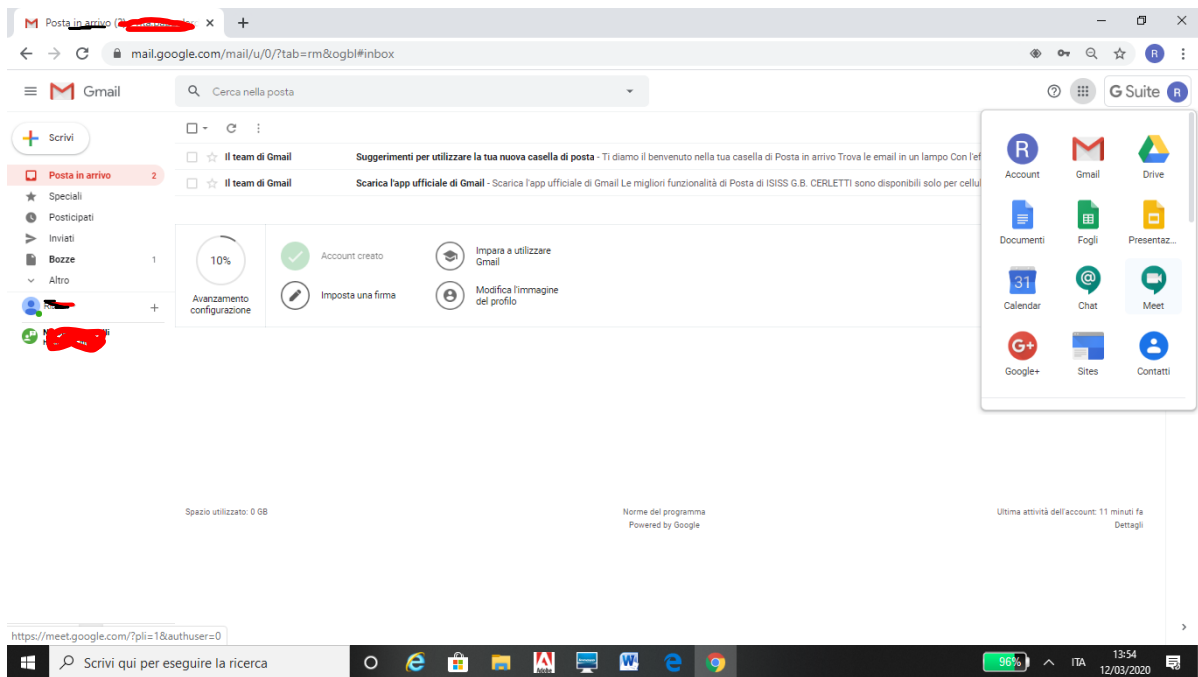 Posta in arrivo (2)
mail.google.com/mail/u/0/?tab=rm&ogbl#inbox
R
Gmail
Cerca nella posta
G Suite
R
Scrivi
Posta in arrivo 2
Speciali
Posticipati
Inviati
Bozze 1
Altro
Il team di Gmail Suggerimenti per utilizzare la tua nuova casella di posta - Ti diamo il benvenuto nella tua casella di Posta in arrivo Trova le email in un lampo Con l'ef
Il team di Gmail Scarica l'app ufficiale di Gmail - Scarica l'app ufficiale di Gmail Le migliori funzionalità di Posta di ISISS G.B. CERLETTI sono disponibili solo per cellul
10%
Avanzamento
configurazione
Account creato
Imposta una firma
Impara a utilizzare
Gmail
Modifica l'immagine
del profilo
R
Account Gmail Drive
Documenti Fogli Presentaz...
31
Calendar Chat Meet
G+
Google+ Sites Contatti
Spazio utilizzato: 0 GB
Norme del programma
Powered by Google
Ultima attività dell'account: 11 minuti fa
Dettagli
https://meet.google.com/?pli=1&authuser=0
Scrivi qui per eseguire la ricerca
Adobe
96%
ITA
13:54
12/03/2020